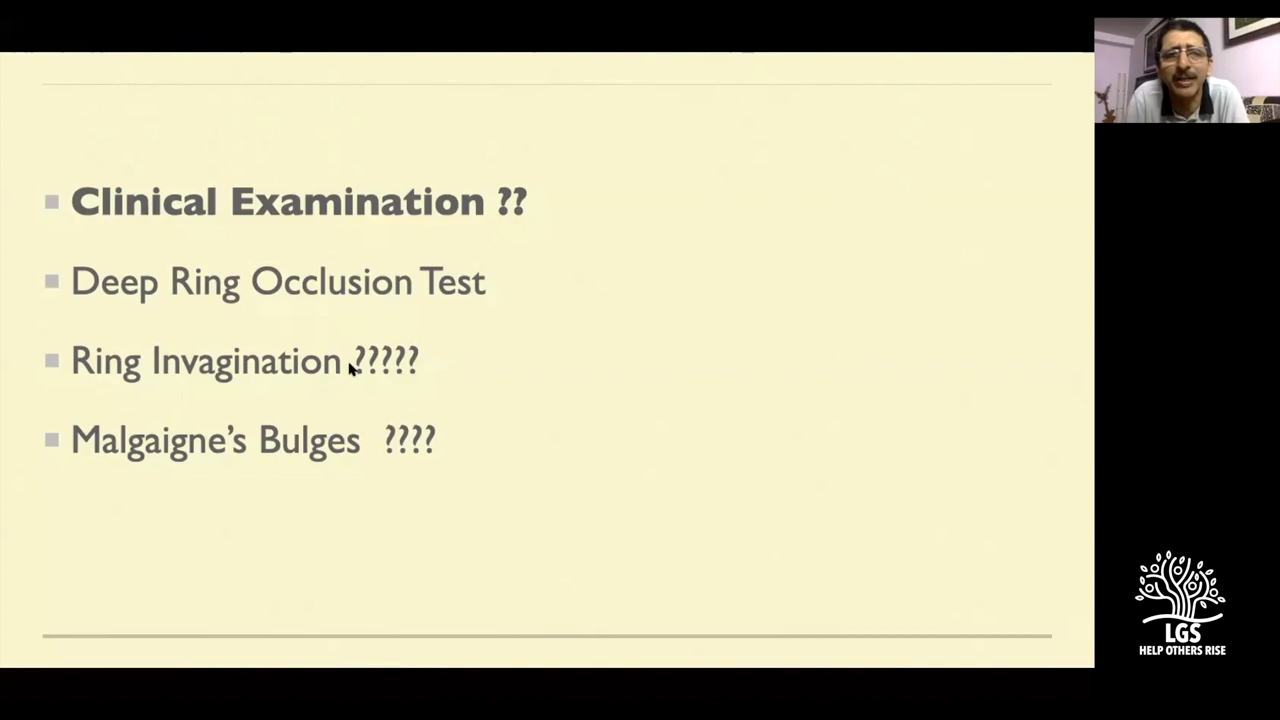 Clinical Examination ??
Deep Ring Occlusion Test
Ring Invagination ?????
Malgaigne's Bulges ????
LGS
HELP OTHERS RISE